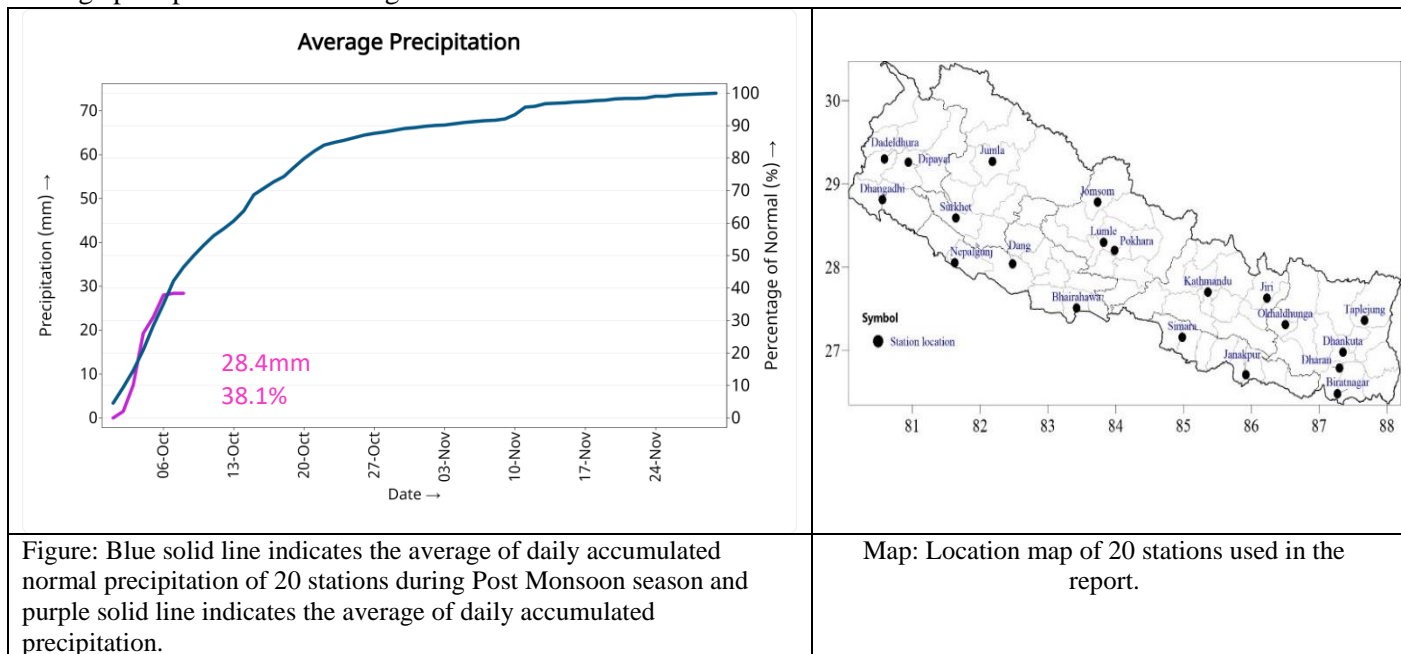 Average Precipitation
Precipitation (mm) →
70
60
50
40
30
20
10
0
28.4mm
38.1%
100
90
80
70
60
50
40
30
20
10
0
Percentage of Normal (%) →
06-Oct
13-Oct
20-Oct
27-Oct
03-Nov
10-Nov
17-Nov
24-Nov
Date →
30
29
28
27
Dadeldhura
Dipayal
Jumla
Dhangadhi
Surkhet
Jomsom
Lumle
Pokhara
Nepalgunj
Dang
Bhairahawa
Kathmandu
Jiri
Okhaldhunga
Taplejung
Simara
Janakpur
Dhankuta
Dharan
Biratnagar
Symbol
Station location
81 82 83 84 85 86 87 88
Figure: Blue solid line indicates the average of daily accumulated
normal precipitation of 20 stations during Post Monsoon season and
purple solid line indicates the average of daily accumulated
precipitation.
Map: Location map of 20 stations used in the
report.